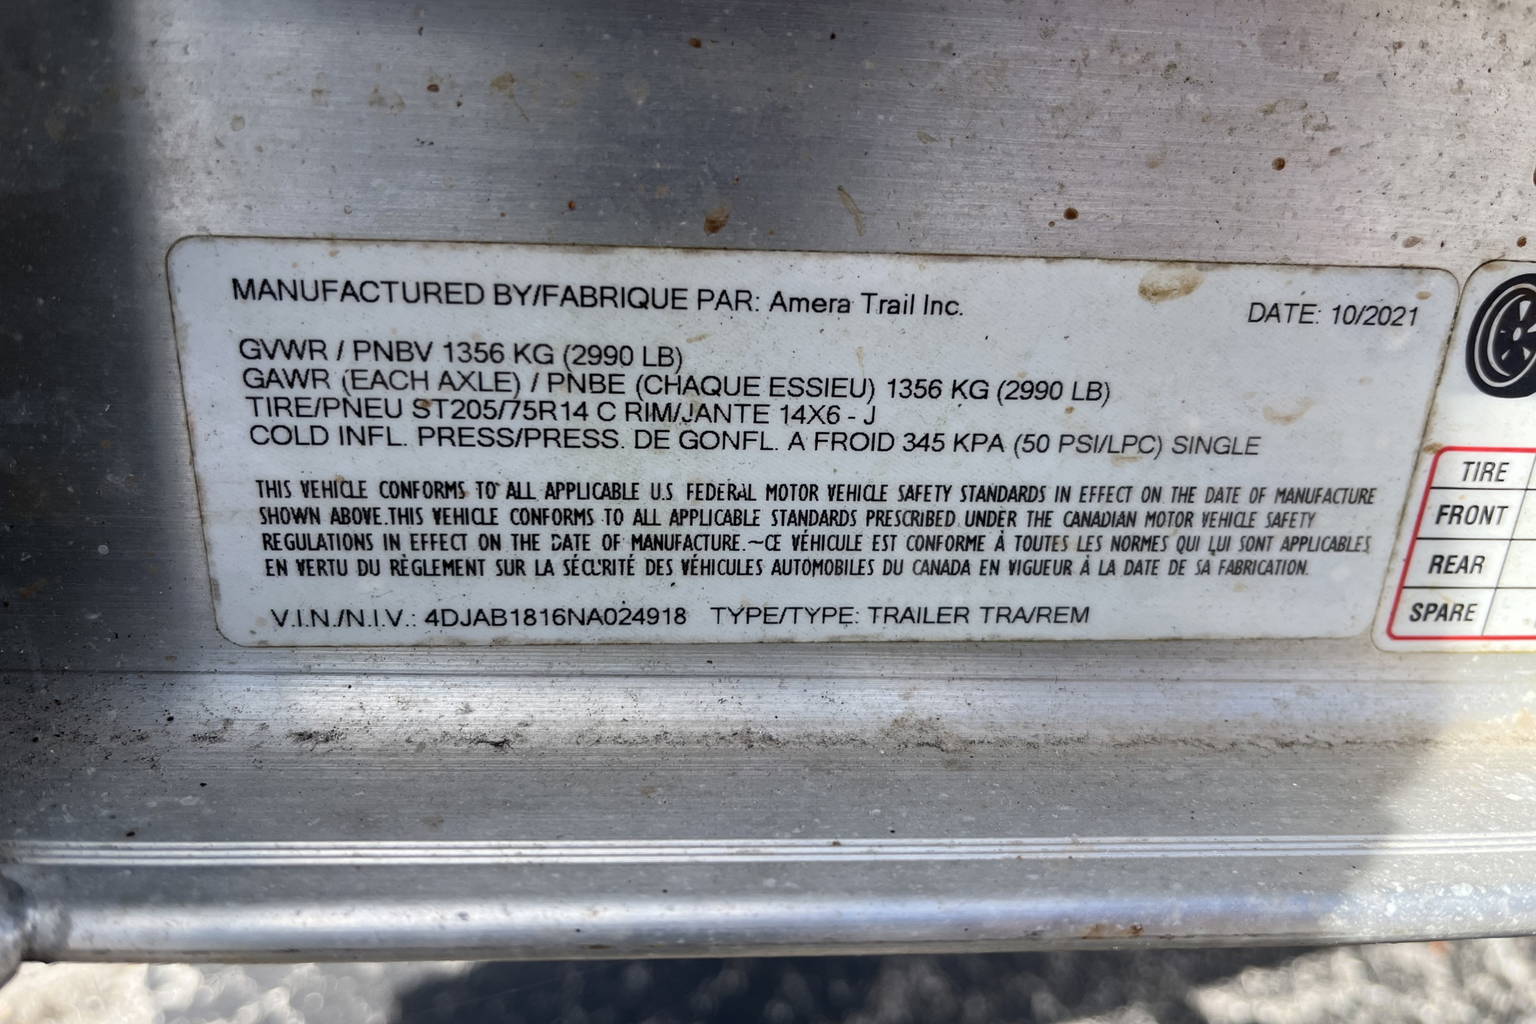 MANUFACTURED BY/FABRIQUE PAR: Amera Trail Inc.
DATE: 10/2021
GVWR / PNBV 1356 KG (2990 LB)
GAWR (EACH AXLE) / PNBE (CHAQUE ESSIEU) 1356 KG (2990 LB)
TIRE/PNEU ST205/75R14 C RIM/JANTE 14X6 - J
COLD INFL. PRESS/PRESS. DE GONFL. A FROID 345 KPA (50 PSI/LPC) SINGLE
THIS VEHICLE CONFORMS TO ALL APPLICABLE U.S FEDERAL MOTOR VEHICLE SAFETY STANDARDS IN EFFECT ON THE DATE OF MANUFACTURE
SHOWN ABOVE.THIS VEHICLE CONFORMS TO ALL APPLICABLE STANDARDS PRESCRIBED UNDER THE CANADIAN MOTOR VEHICLE SAFETY
REGULATIONS IN EFFECT ON THE DATE OF MANUFACTURE.~CE VÉHICULE EST CONFORME À TOUTES LES NORMES QUI LUI SONT APPLICABLES
EN VERTU DU RÈGLEMENT SUR LA SÉCURITÉ DES VÉHICULES AUTOMOBILES DU CANADA EN VIGUEUR À LA DATE DE SA FABRICATION.
V.I.N./N.I.V.: 4DJAB1816NA024918 TYPE/TYPE: TRAILER TRA/REM
TIRE
FRONT
REAR
SPARE